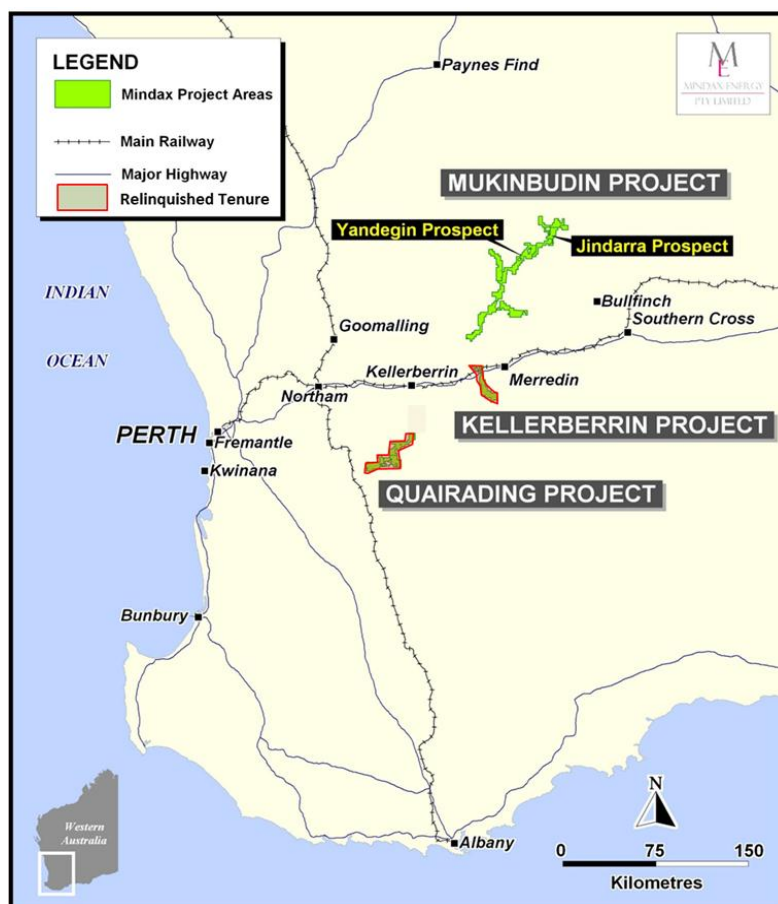 LEGEND
Mindax Project Areas
Main Railway
Major Highway
Relinquished Tenure
M
E
MINDAX ENERGY
PTY LIMITED
Paynes Find
MUKINBUDIN PROJECT
Yandegin Prospect
Jindarra Prospect
INDIAN
OCEAN
Bullfinch
Southern Cross
Goomalling
Kellerberrin
Merredin
Northam
KELLERBERRIN PROJECT
PERTH
Fremantle
Kwinana
QUAIRADING PROJECT
Bunbury
Albany
Western
Australia
N
0 75 150
Kilometres